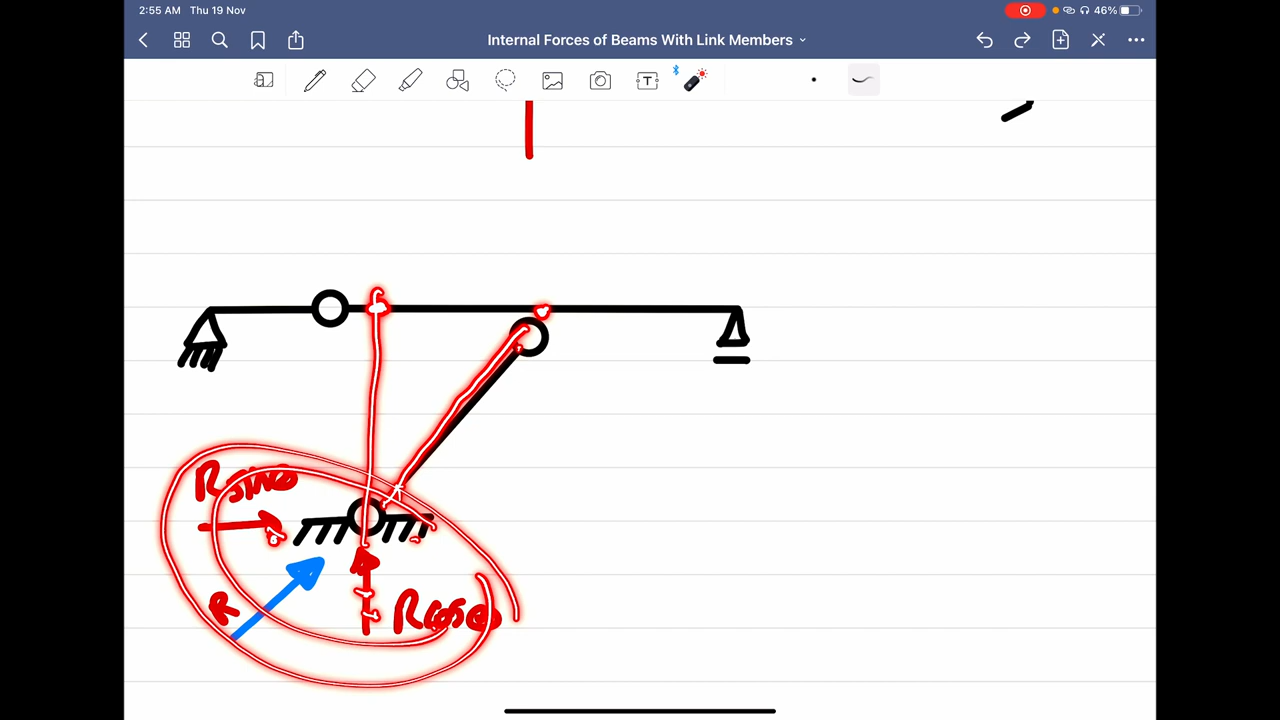 2:55 AM Thu 19 Nov
46%
Internal Forces of Beams With Link Members
T
Rsinθ
R
Rcosθ